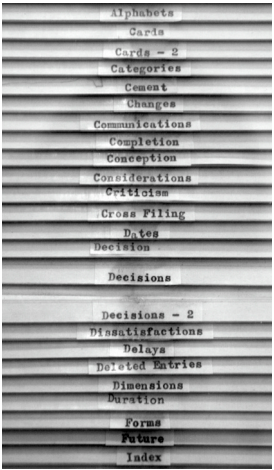 Alphabets
Cards
Cards - 2
Categories
Cement
Changes
Communications
Completion
Conception
Considerations
Criticism
Cross Filing
Dates
Decision
Decisions
Decisions - 2
Dissatisfactions
Delays
Deleted Entries
Dimensions
Duration
Forms
Future
Index